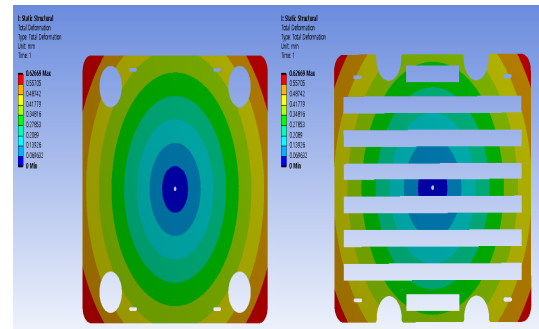 I: Static Structural
Total Deformation
Type: Total Deformation
Unit: mm
Time: 1
0.62669 Max
0.55705
0.48742
0.41779
0.34816
0.27853
0.2089
0.13926
0.069632
0 Min
I: Static Structural
Total Deformation
Type: Total Deformation
Unit: mm
Time: 1
0.62669 Max
0.55705
0.48742
0.41779
0.34816
0.27853
0.2089
0.13926
0.069632
0 Min